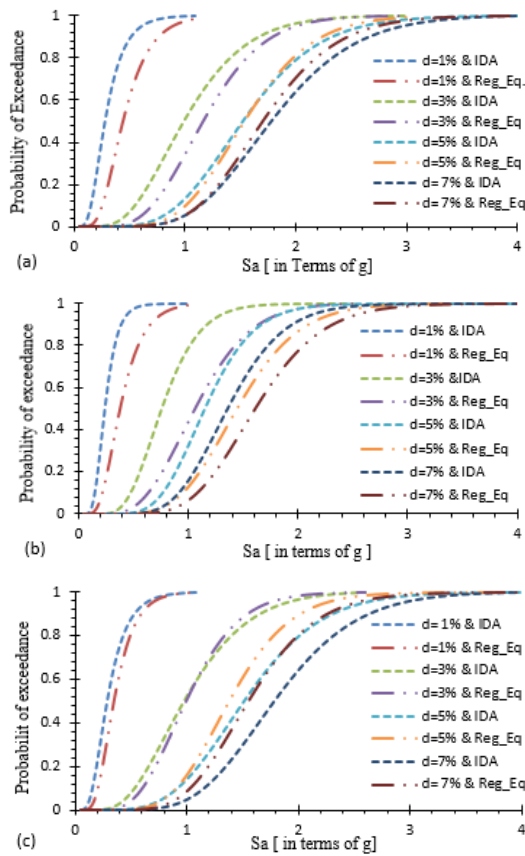 Probability of Exceedance
1
0.8
0.6
0.4
0.2
0
d=1% & IDA
d=1% & Reg_Eq.
d=3% & IDA
d=3% & Reg_Eq
d=5% & IDA
d=5% & Reg_Eq
d= 7% & IDA
d= 7% & Reg_Eq
0 1 2 3 4
(a)
Sa [ in Terms of g]
Probability of exceedance
1
0.8
0.6
0.4
0.2
0
d=1% & IDA
d=1% & Reg_Eq
d=3% &IDA
d=3% & Reg_Eq
d=5% & IDA
d=5% & Reg_Eq
d=7% & IDA
d=7% & Reg_Eq
0 1 2 3 4
(b)
Sa [ in terms of g ]
Probabilit of exceedance
1
0.8
0.6
0.4
0.2
0
d= 1% & IDA
d=1% & Reg_Eq
d=3% & IDA
d=3% & Reg_Eq
d=5% & IDA
d=5% & Reg_Eq
d=7% & IDA
d= 7% & Reg_Eq
0 1 2 3 4
(c)
Sa [ in terms of g]